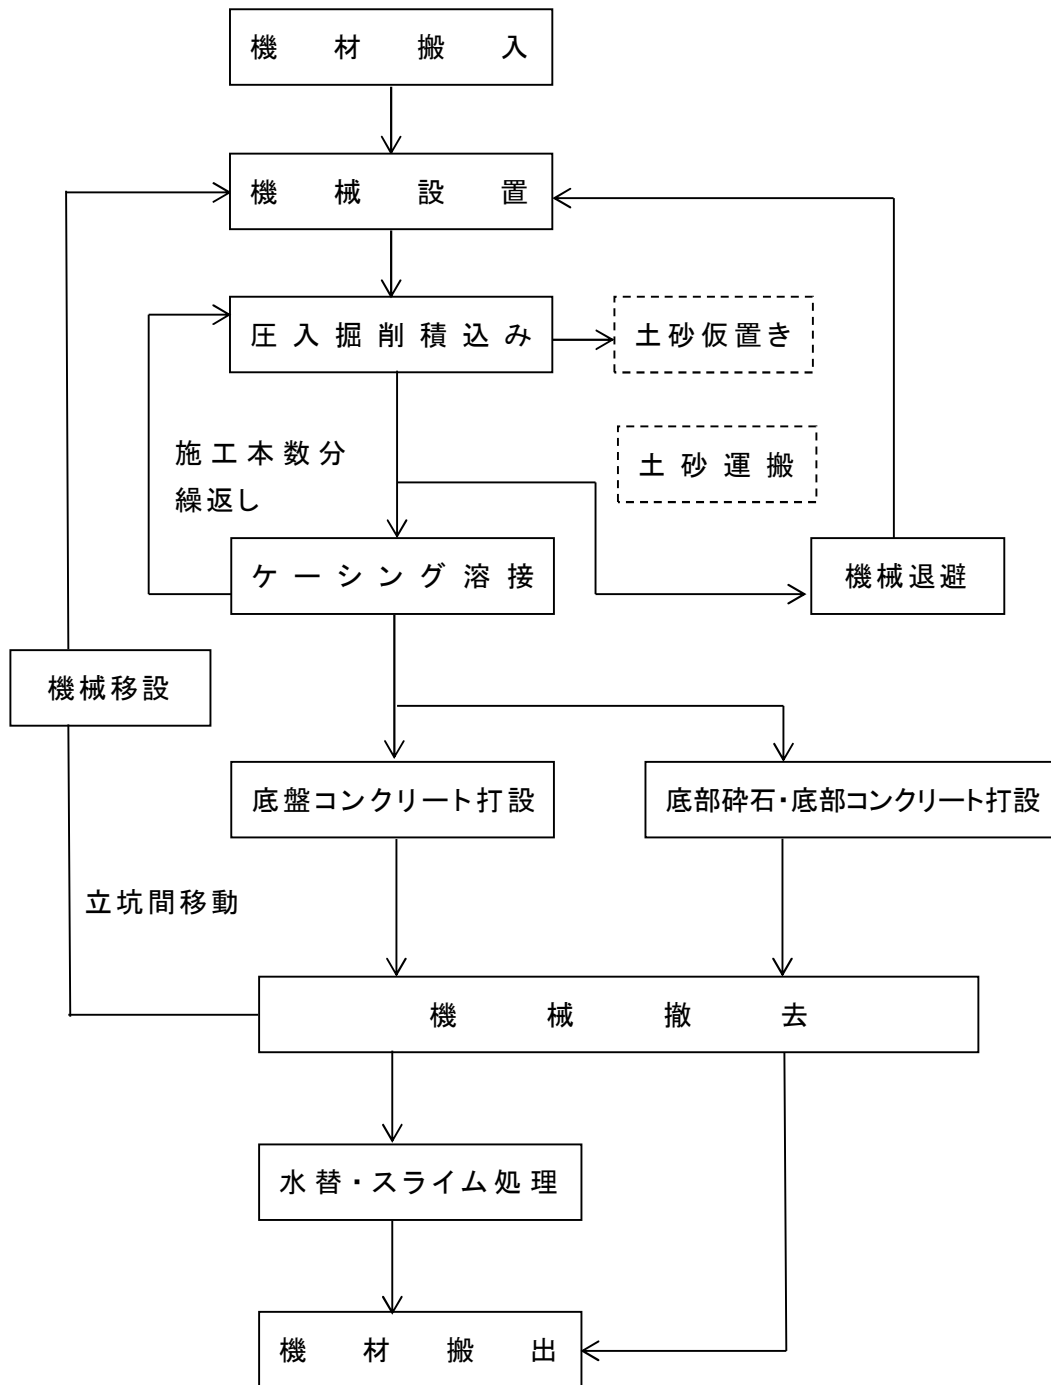 機材搬入
機械設置
圧入掘削積込み
土砂仮置き
施工本数分
繰返し
土砂運搬
ケーシング溶接
機械退避
機械移設
底盤コンクリート打設
底部砕石・底部コンクリート打設
立坑間移動
機械撤去
水替・スライム処理
機材搬出